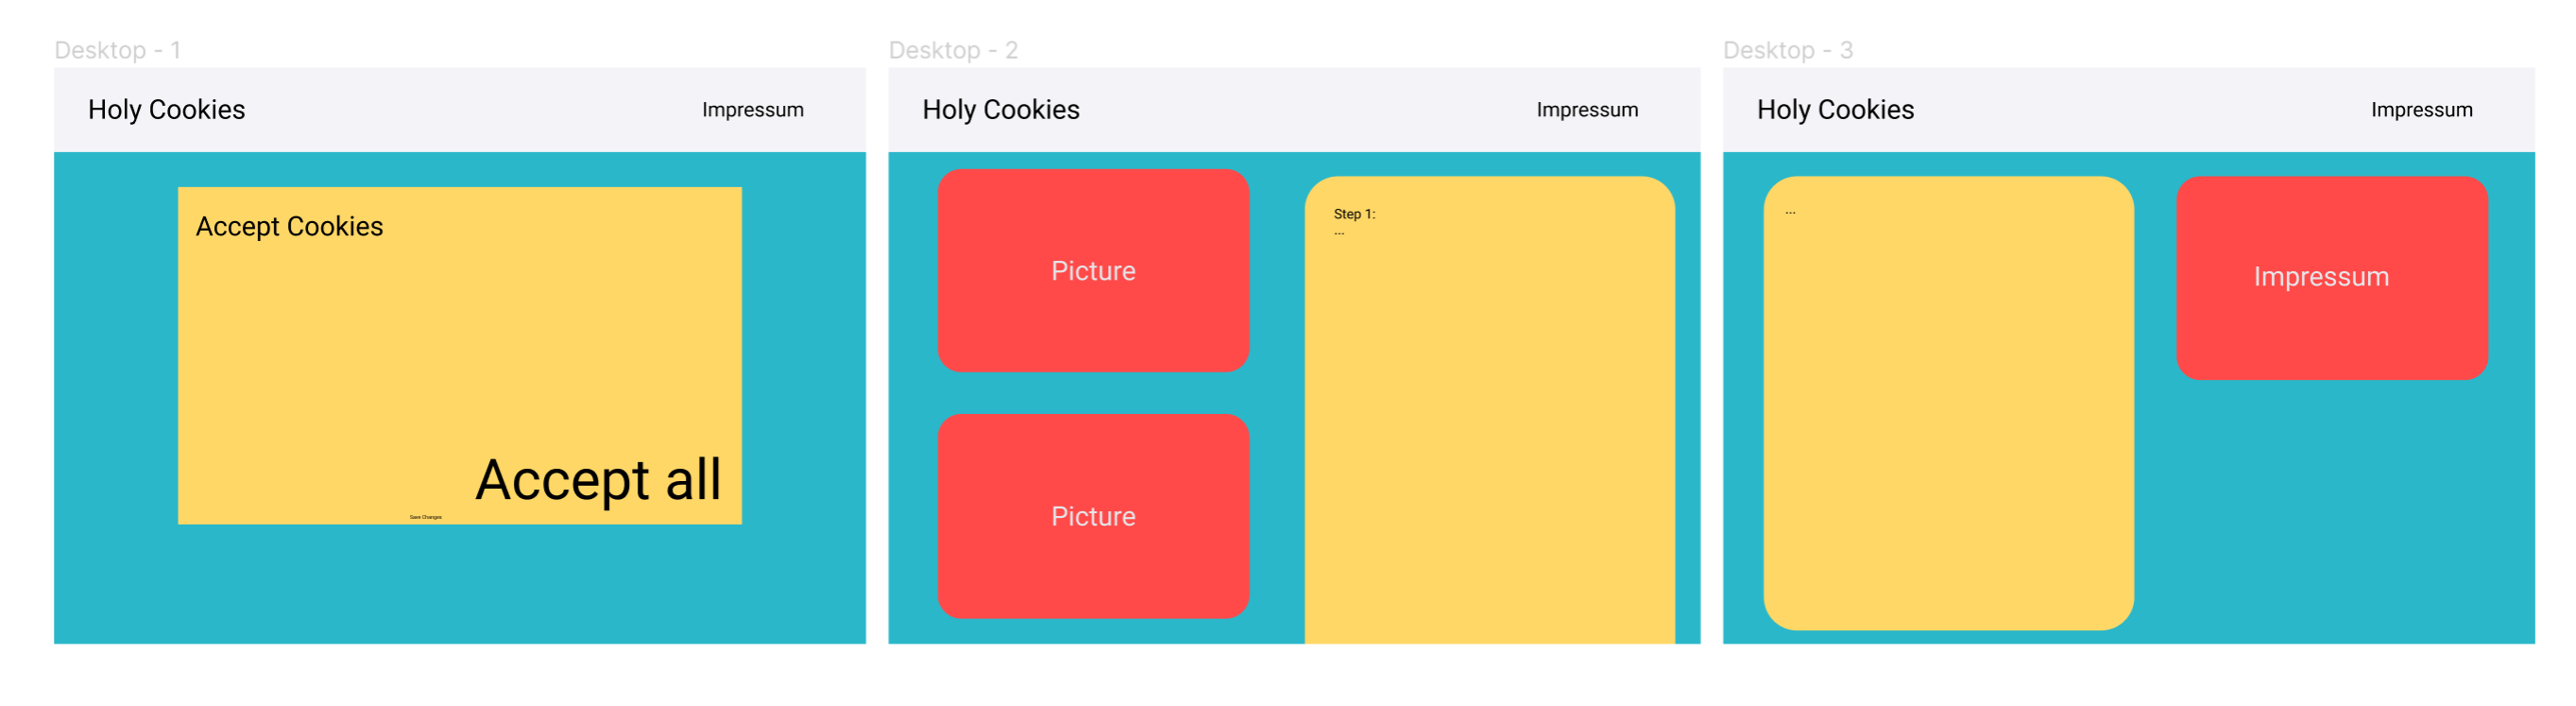 Desktop - 1
Holy Cookies
Impressum
Accept Cookies
Accept all
Save Changes
Desktop - 2
Holy Cookies
Impressum
Picture
Picture
Step 1:
...
Desktop - 3
Holy Cookies
Impressum
...
Impressum